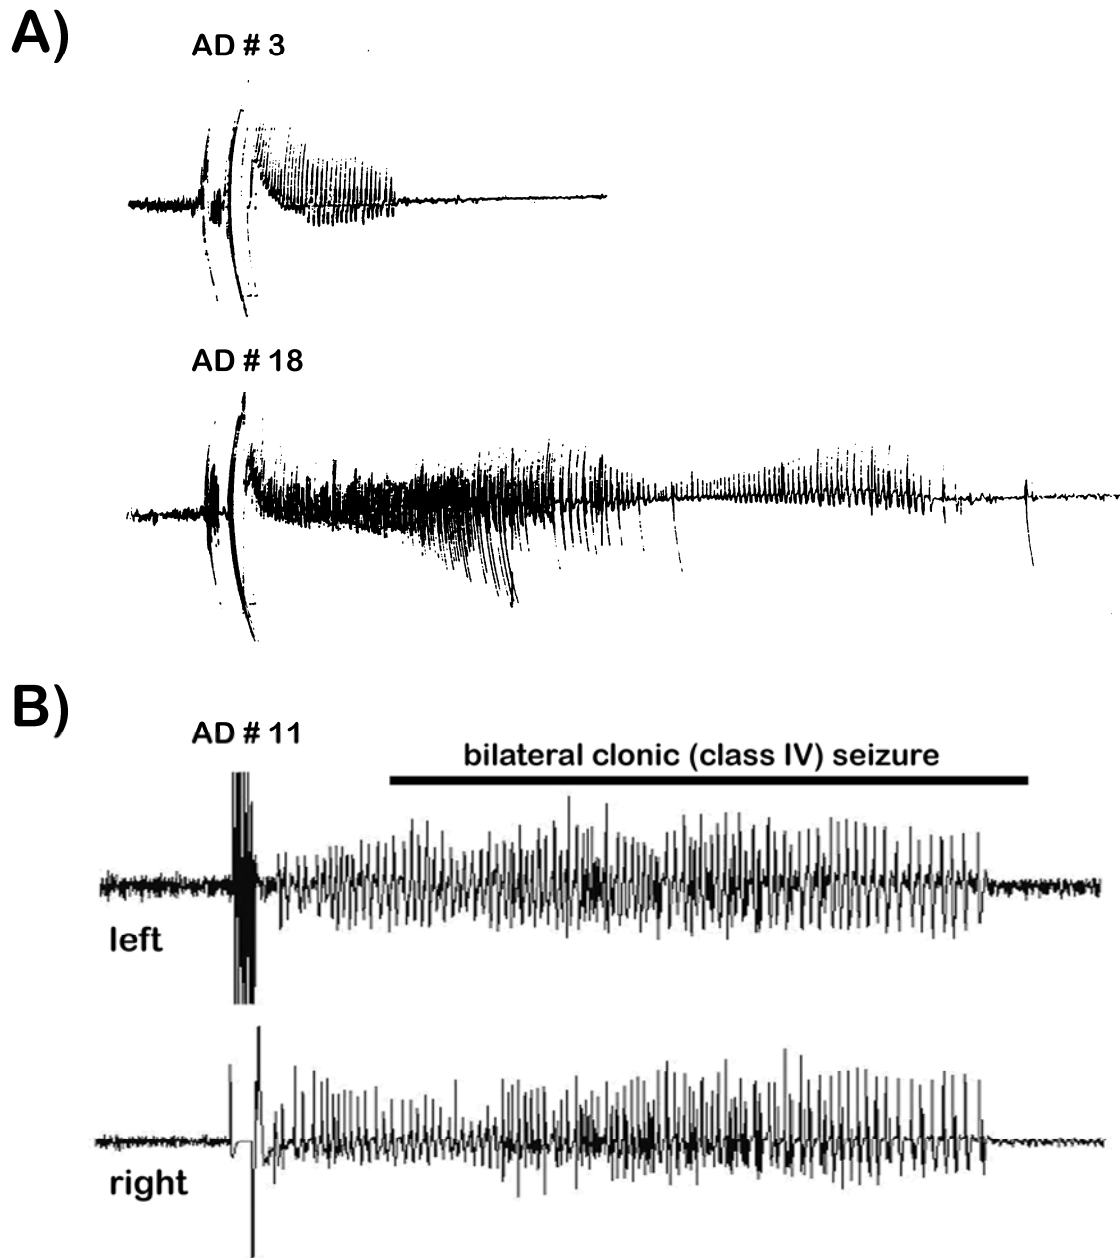 A)
AD # 3
AD # 18
B)
AD # 11
bilateral clonic (class IV) seizure
left
right